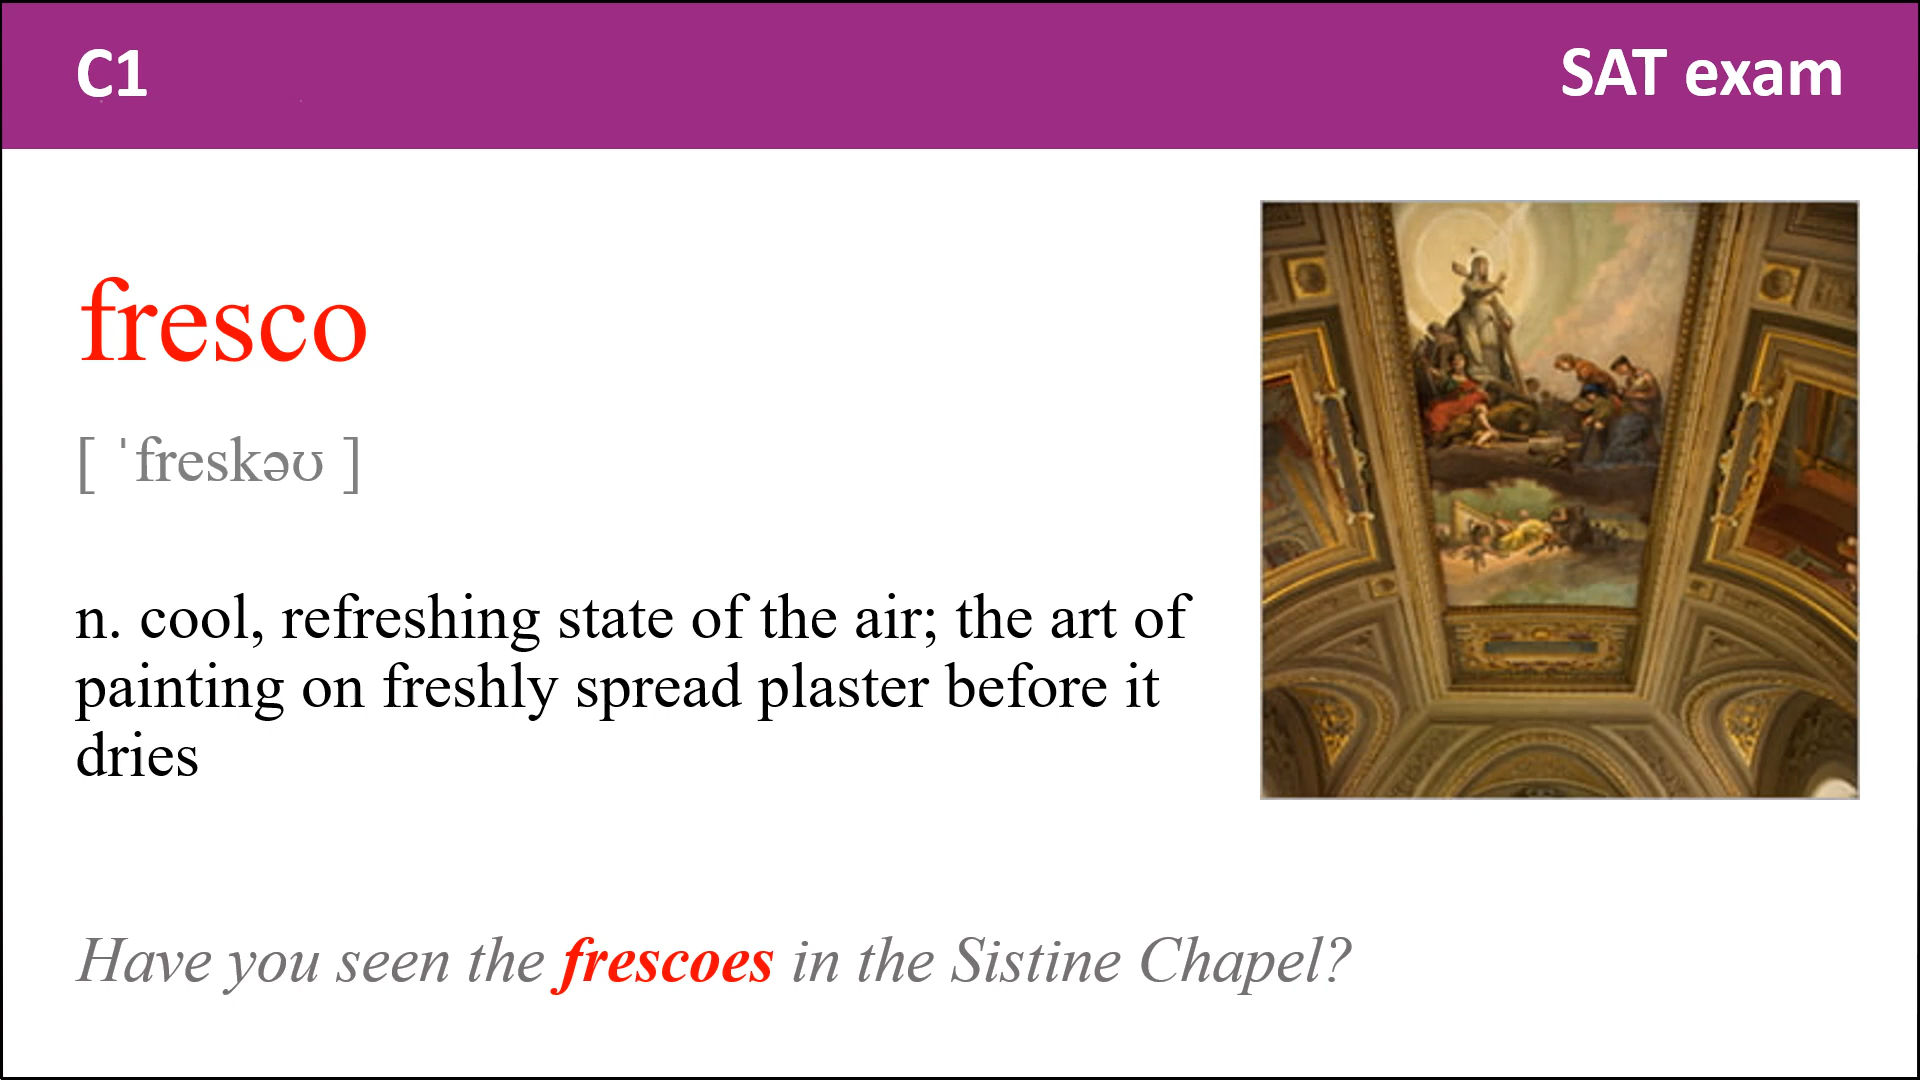 C1
SAT exam
fresco
[ ˈfreskəʊ ]
n. cool, refreshing state of the air; the art of
painting on freshly spread plaster before it
dries
Have you seen the frescoes in the Sistine Chapel?